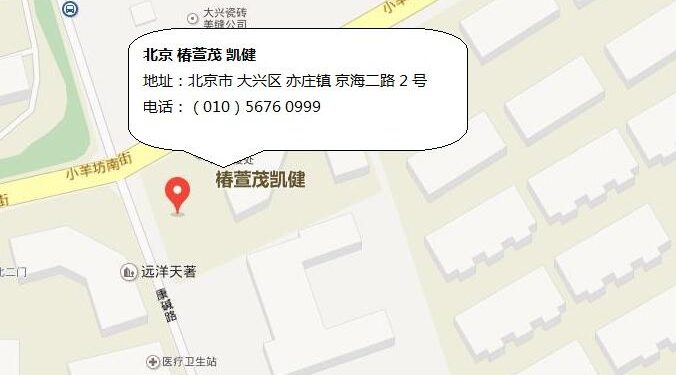 大兴瓷砖
美缝公司
小羊
北京 椿萱茂 凯健
地址：北京市 大兴区 亦庄镇 京海二路 2 号
电话：（010）5676 0999
小羊坊南街
处
椿萱茂凯健
北二门
远洋天著
康碱路
医疗卫生站